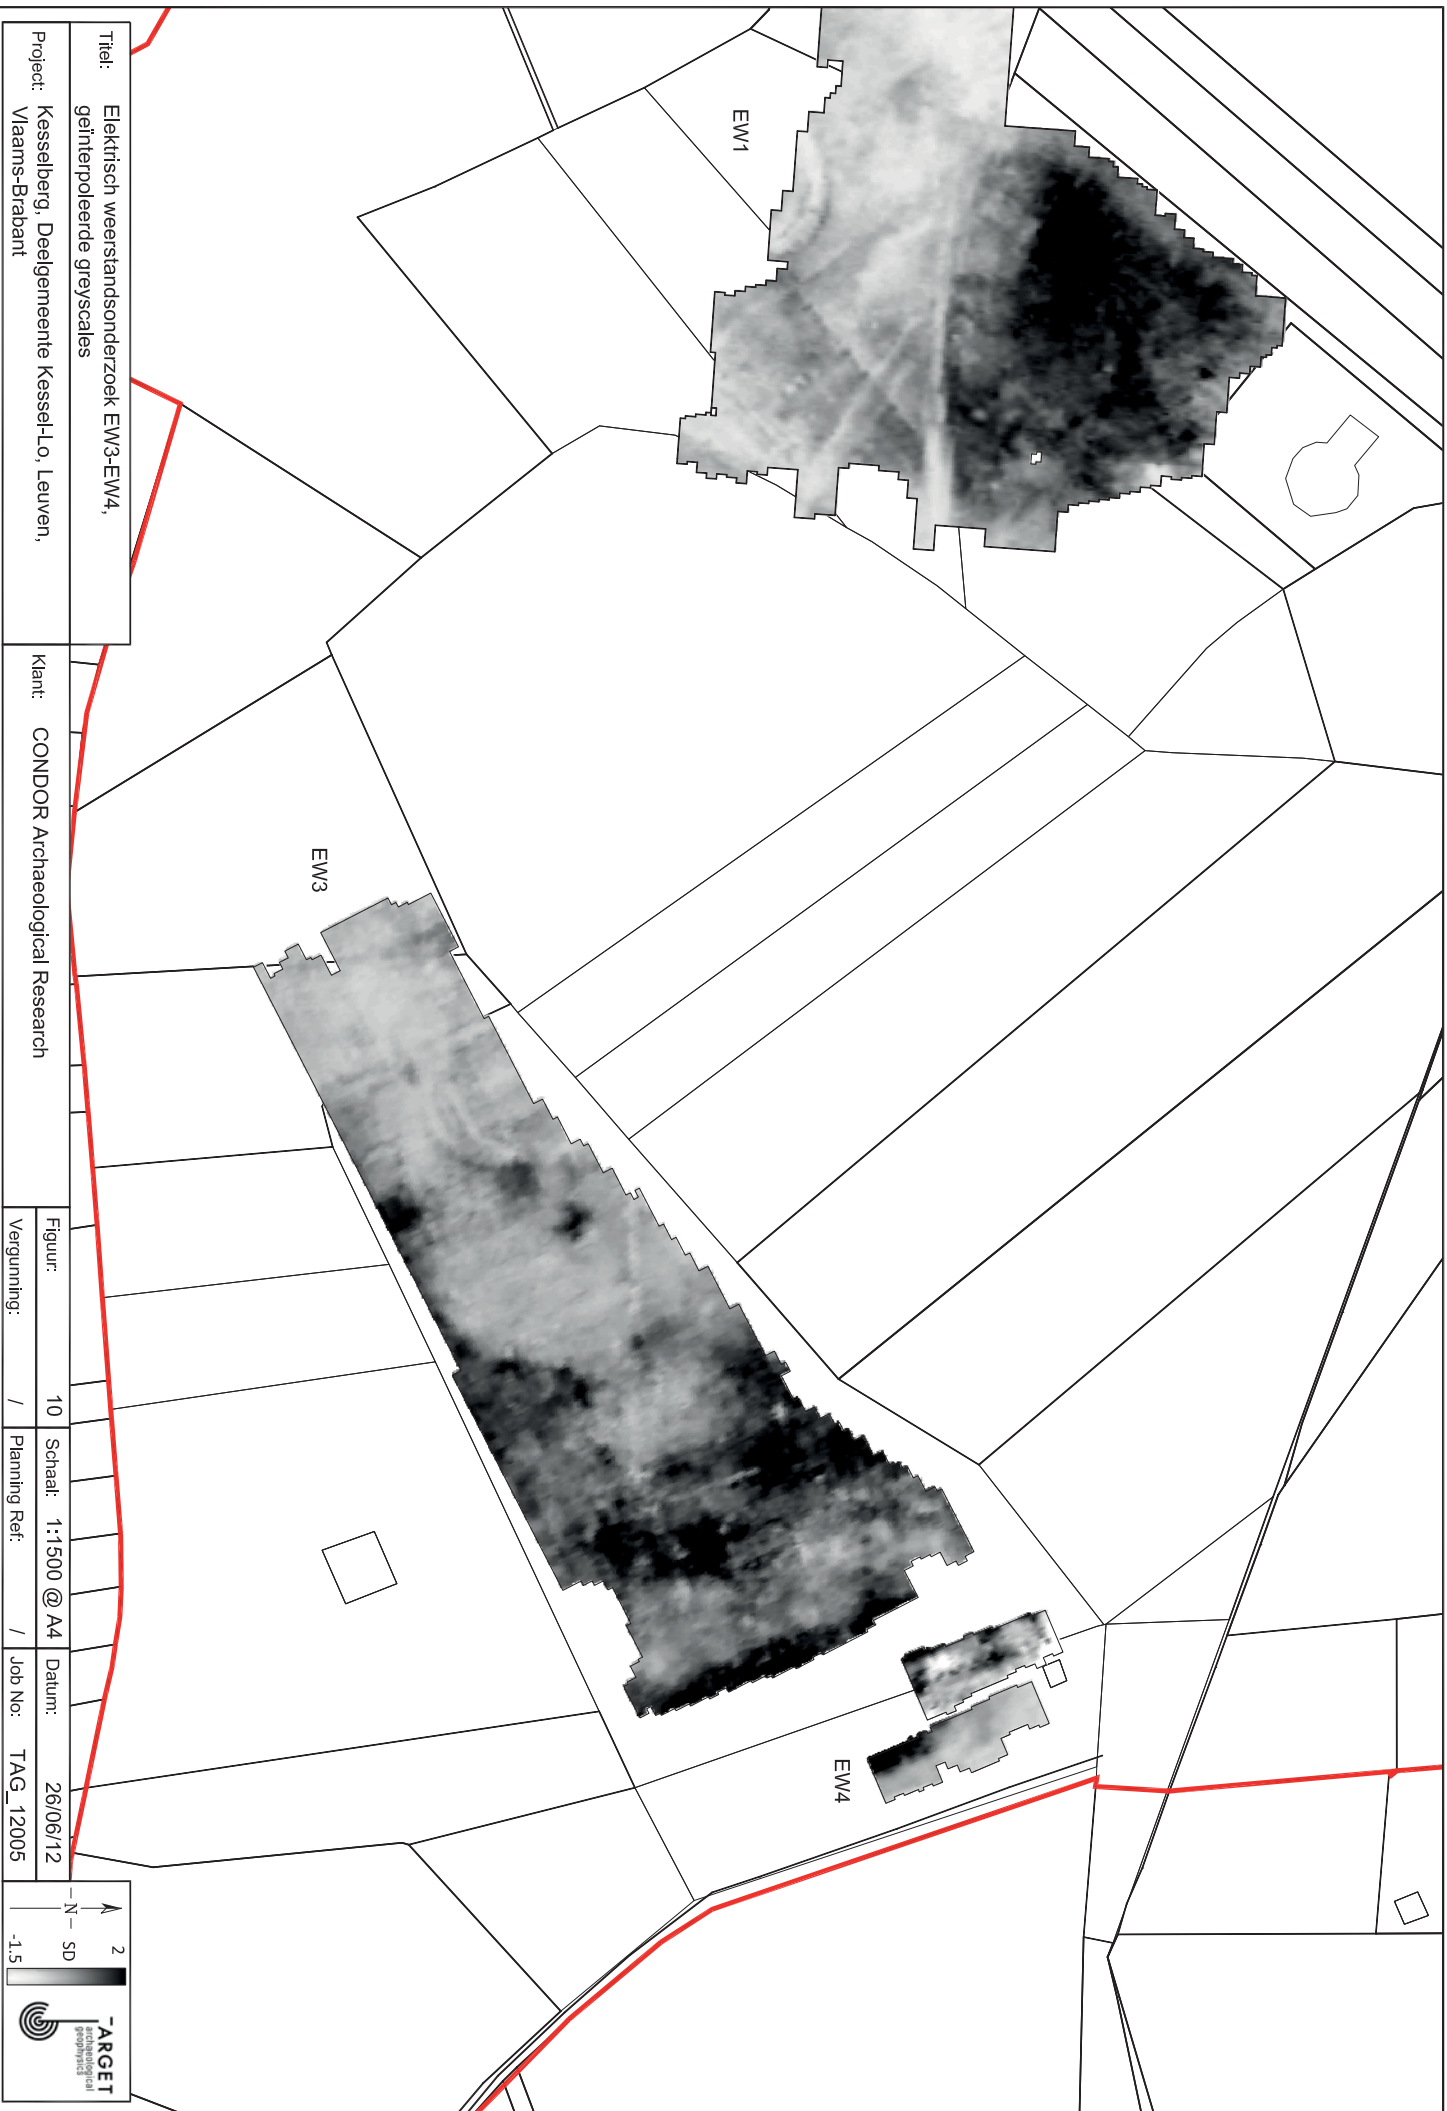 EW1
EW3
EW4
Titel: Elektrisch weerstandsonderzoek EW3-EW4,
geïnterpoleerde greyscales
Project: Kesselberg, Deelgemeente Kessel-Lo, Leuven,
Vlaams-Brabant
Klant: CONDOR Archaeological Research
Figuur: 10
Schaal: 1:1500 @ A4
Datum: 26/06/12
Vergunning: /
Planning Ref: /
Job No: TAG_12005
N
2
SD
-1.5
TARGET
archaeological
geophysics